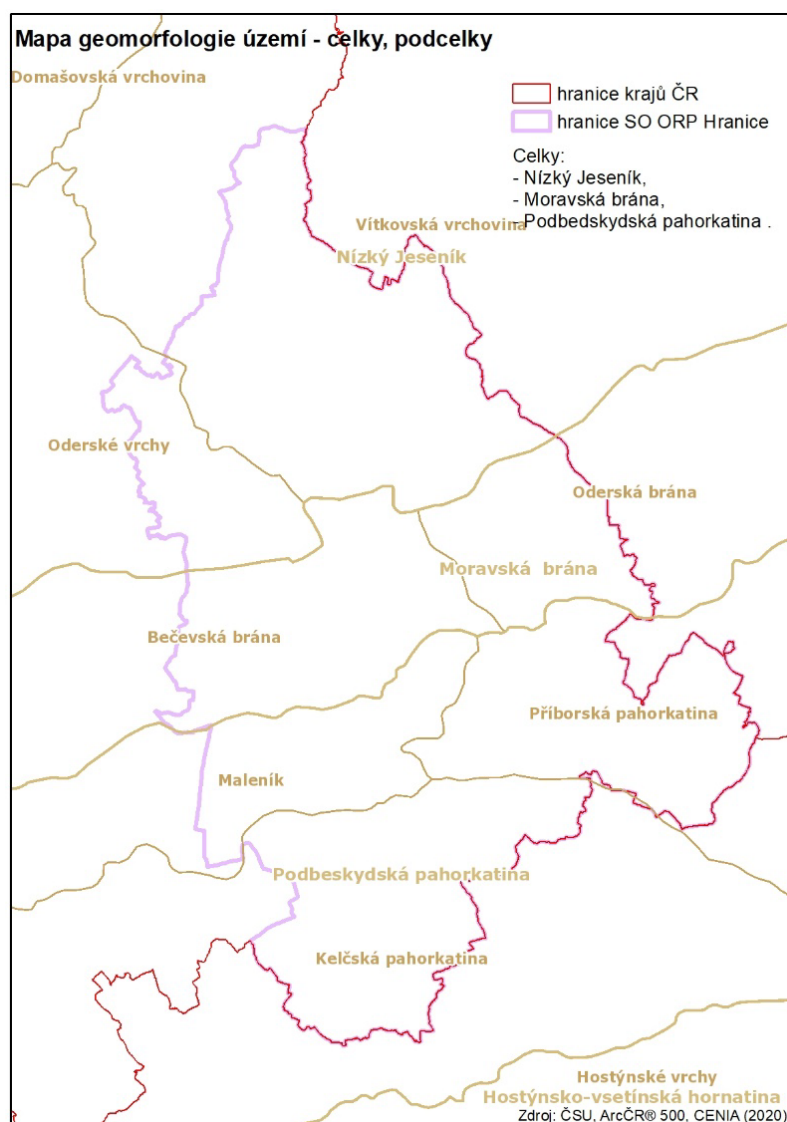 Mapa geomorfologie území - celky, podcelky
Domašovská vrchovina
hranice krajů ČR
hranice SO ORP Hranice
Celky:
- Nízký Jeseník,
- Moravská brána,
- Podbedskydská pahorkatina .
Vítkovská vrchovina
Nízký Jeseník
Oderské vrchy
Oderská brána
Moravská brána
Bečevská brána
Příborská pahorkatina
Maleník
Podbeskydská pahorkatina
Kelčská pahorkatina
Hostýnské vrchy
Hostýnsko-vsetínská hornatina
Zdroj: ČSU, ArcČR® 500, CENIA (2020)